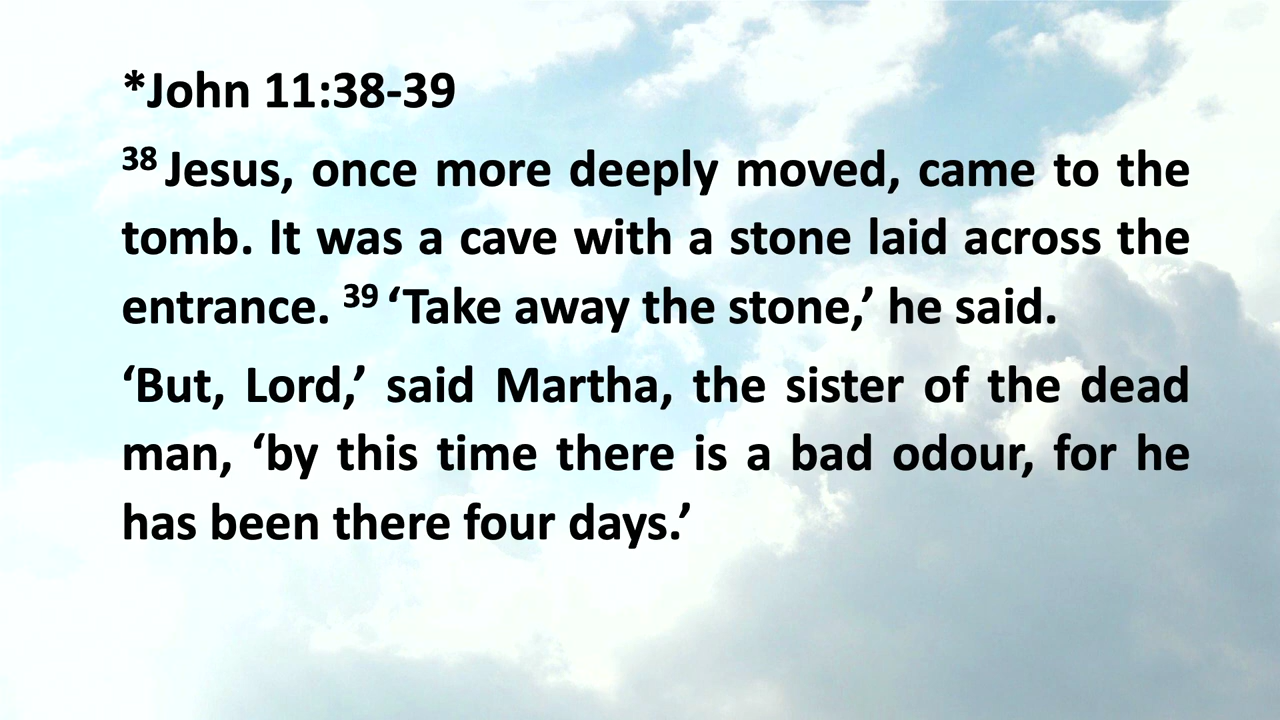 *John 11:38-39
38 Jesus, once more deeply moved, came to the
tomb. It was a cave with a stone laid across the
entrance. 39 ‘Take away the stone,’ he said.
‘But, Lord,’ said Martha, the sister of the dead
man, ‘by this time there is a bad odour, for he
has been there four days.’